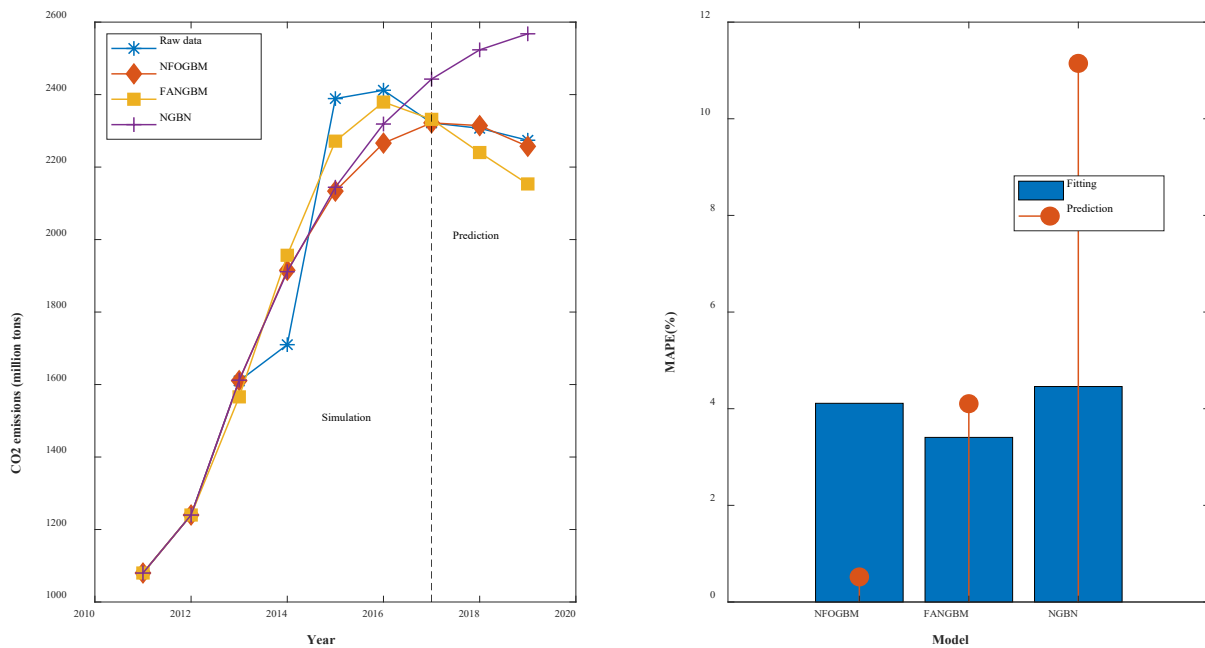 2600
2400
2200
2000
1800
1600
1400
1200
1000
CO2 emissions (million tons)
Raw data
NFOGBM
FANGBM
NGBN
Prediction
Simulation
2010
2012
2014
2016
2018
2020
Year
12
10
8
6
4
2
0
MAPE(%)
Fitting
Prediction
NFOGBM
FANGBM
NGBN
Model